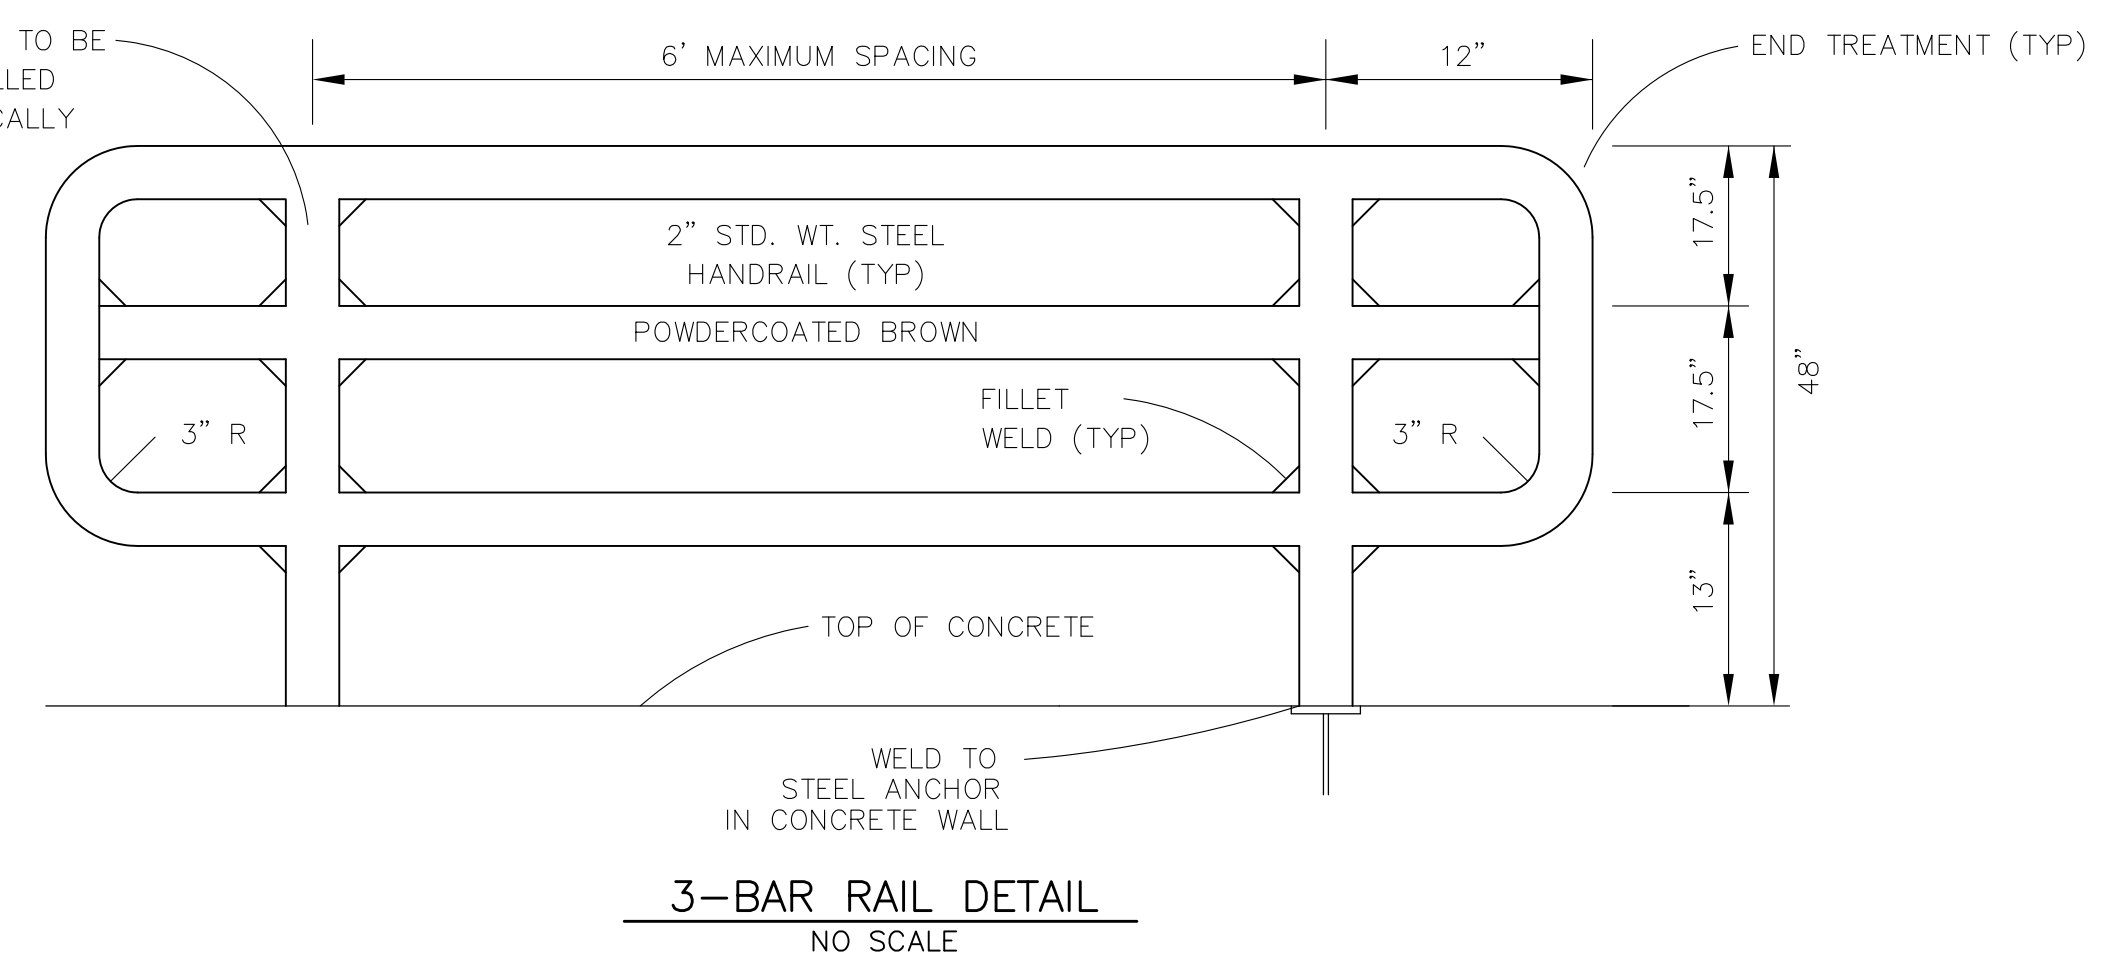 TO BE
6' MAXIMUM SPACING
12"
END TREATMENT (TYP)
17.5"
2" STD. WT. STEEL
HANDRAIL (TYP)
POWDERCOATED BROWN
17.5"
48"
FILLET
WELD (TYP)
3" R
3" R
13"
TOP OF CONCRETE
WELD TO
STEEL ANCHOR
IN CONCRETE WALL
3-BAR RAIL DETAIL
NO SCALE